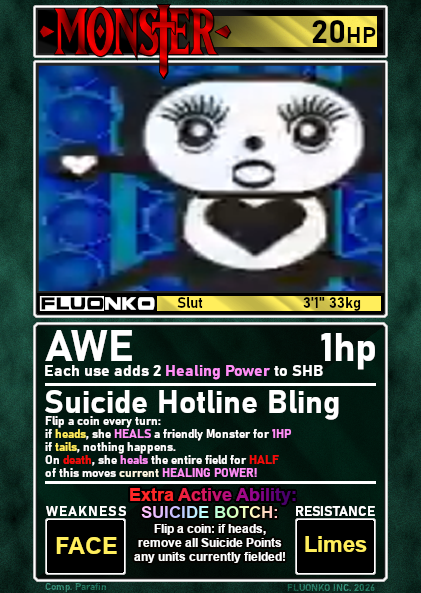 MONSTER
20HP
FLUONKO Slut 3'1" 33kg
AWE 1hp
Each use adds 2 Healing Power to SHB
Suicide Hotline Bling
Flip a coin every turn:
if heads, she HEALS a friendly Monster for 1HP
if tails, nothing happens.
On death, she heals the entire field for HALF
of this moves current HEALING POWER!
Extra Active Ability:
WEAKNESS
FACE
SUICIDE BOTCH:
Flip a coin: if heads,
remove all Suicide Points
any units currently fielded!
RESISTANCE
Limes
Comp. Parafin
FLUONKO INC. 2026